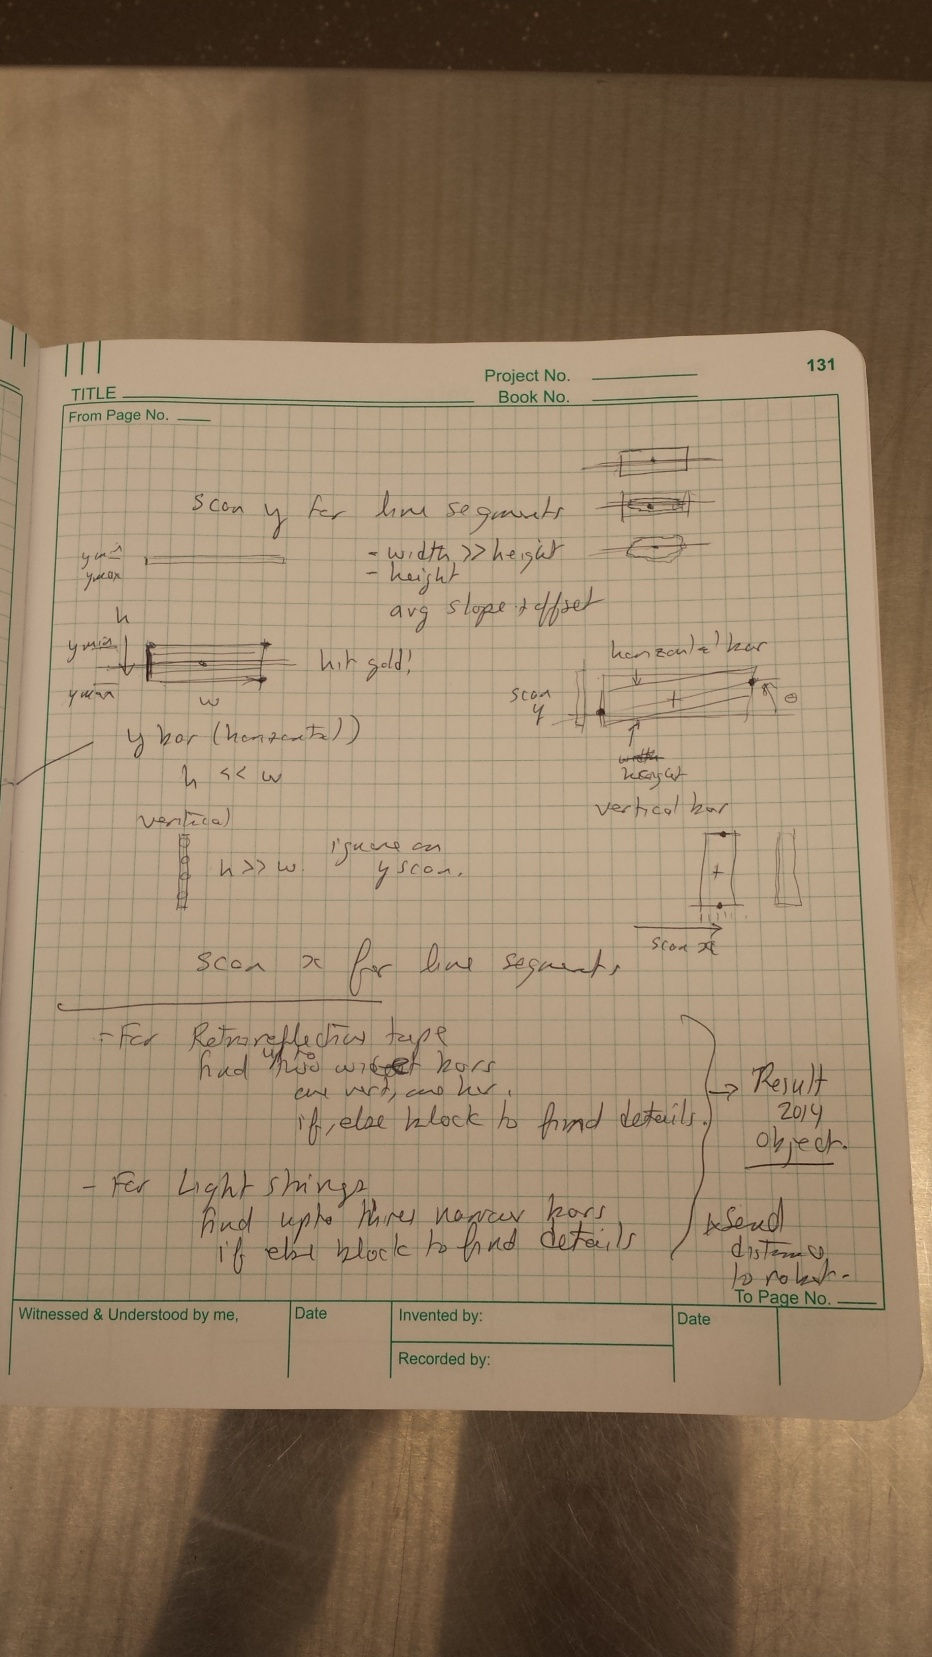 131
Project No.
TITLE
Book No.
From Page No.
scan y for line segments
ymin
ymax
- width >> height
- height
avg slope + offset
h
ymin
hit gold!
horizontal bar
w
scan
y
θ
y bar (horizontal)
height
h << w
vertical bar
vertical
h >> w.
ignore on
y scan.
scan x
scan x for line segments
- For Retroreflective tape
find two bars
one vert, one hor.
if, else block to find details.
→ Result
2014
object.
- For Light strings
find upto three narrow bars
if else block to find details
Send
distance
to robot.
To Page No.
Witnessed & Understood by me,
Date
Invented by:
Date
Recorded by: